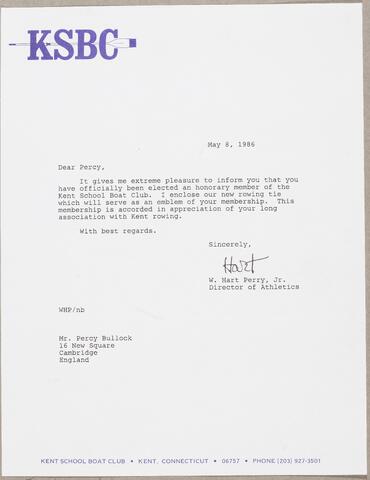 KSBC
May 8, 1986
Dear Percy,
It gives me extreme pleasure to inform you that you
have officially been elected an honorary member of the
Kent School Boat Club. I enclose our new rowing tie
which will serve as an emblem of your membership. This
membership is accorded in appreciation of your long
association with Kent rowing.
With best regards.
Sincerely,
Hart
W. Hart Perry, Jr.
Director of Athletics
WHP/nb
Mr. Percy Bullock
16 New Square
Cambridge
England
KENT SCHOOL BOAT CLUB • KENT, CONNECTICUT • 06757 • PHONE (203) 927-3501